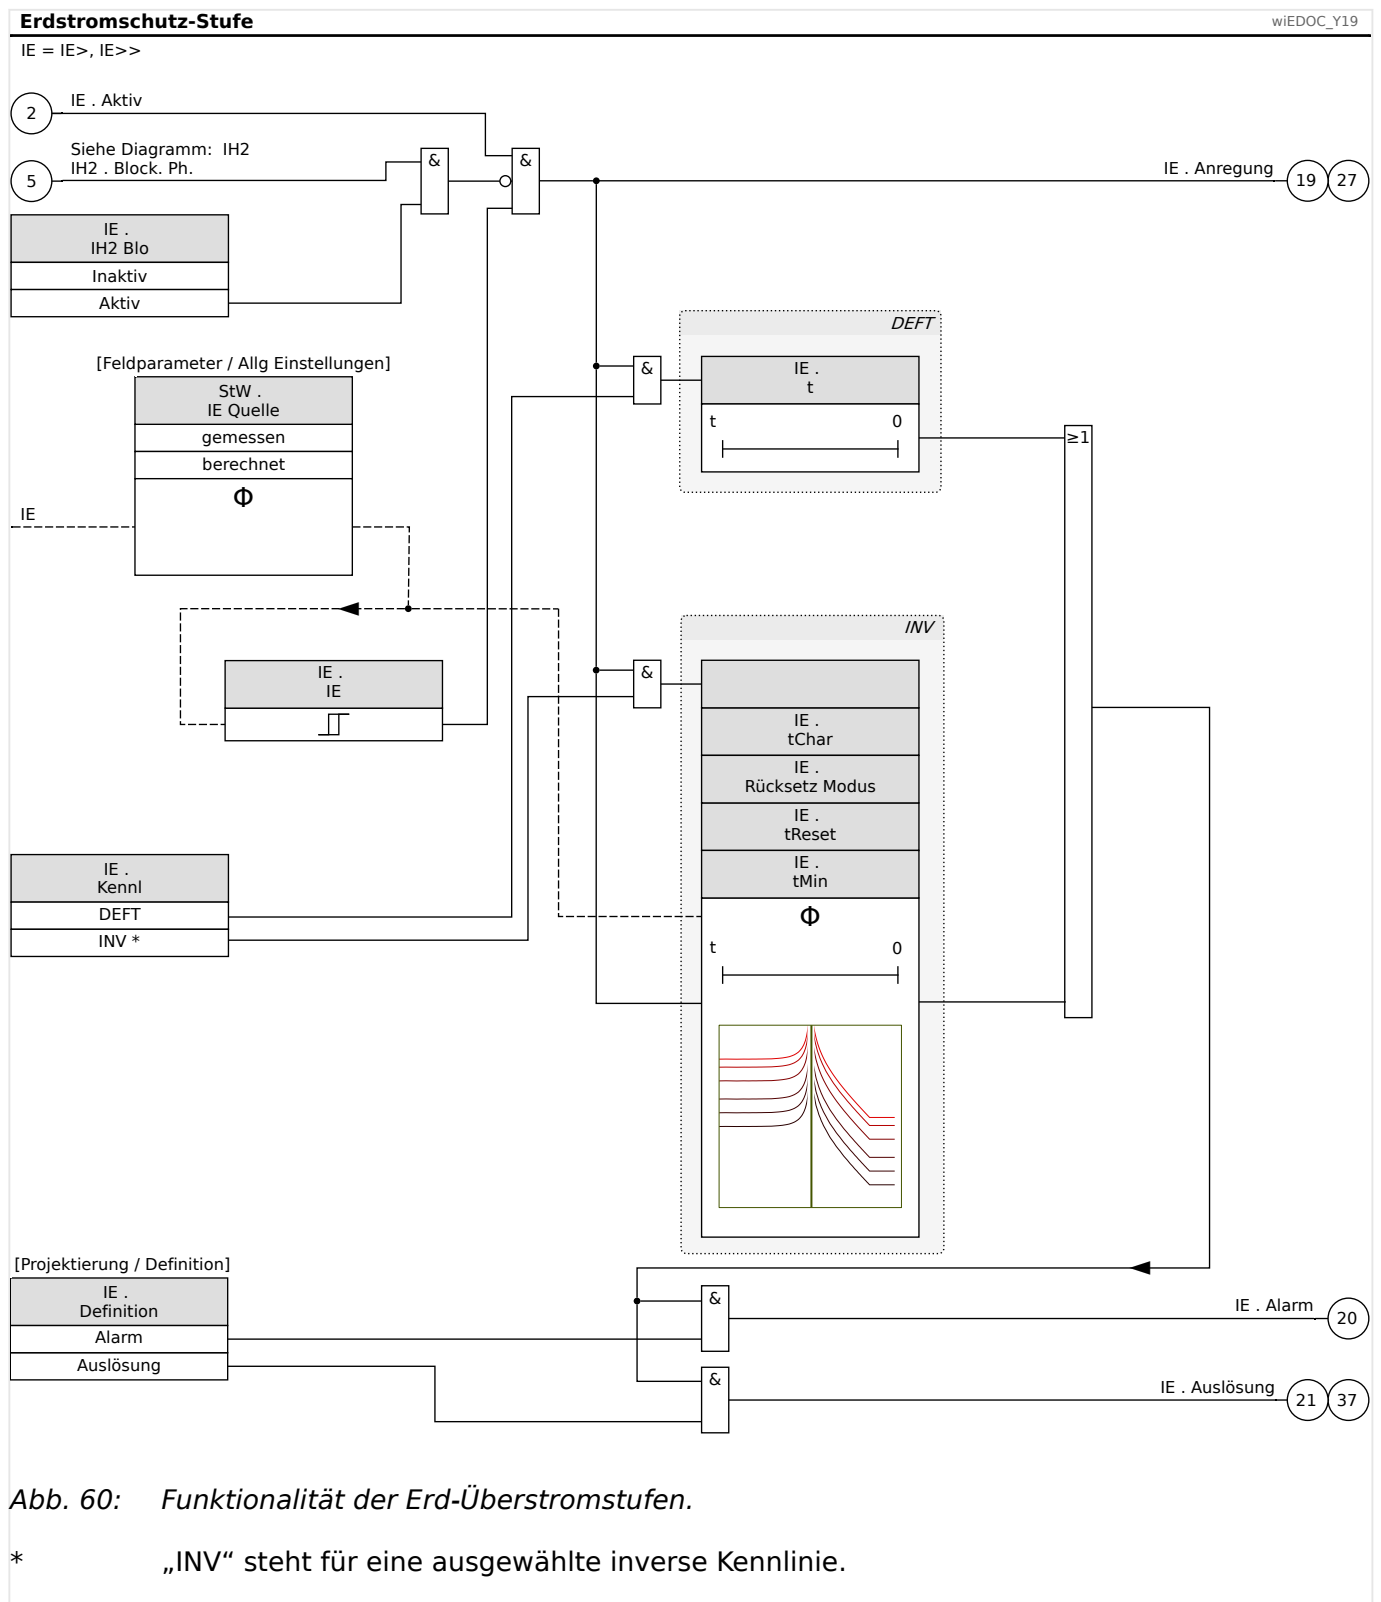 Erdstromschutz-Stufe
wiEDOC_Y19
IE = IE>, IE>>
2
IE . Aktiv
Siehe Diagramm: IH2
IH2 . Block. Ph.
5
&
&
IE . Anregung
19
27
IE .
IH2 Blo
Inaktiv
Aktiv
DEFT
[Feldparameter / Allg Einstellungen]
StW .
IE Quelle
gemessen
berechnet
Φ
IE
&
IE .
t
t
0
≥1
INV
IE .
IE
&
IE .
tChar
IE .
Rücksetz Modus
IE .
tReset
IE .
tMin
Φ
t
0
IE .
Kennl
DEFT
INV *
[Projektierung / Definition]
IE .
Definition
Alarm
Auslösung
&
IE . Alarm
20
&
IE . Auslösung
21
37
Abb. 60: Funktionalität der Erd-Überstromstufen.
* „INV“ steht für eine ausgewählte inverse Kennlinie.